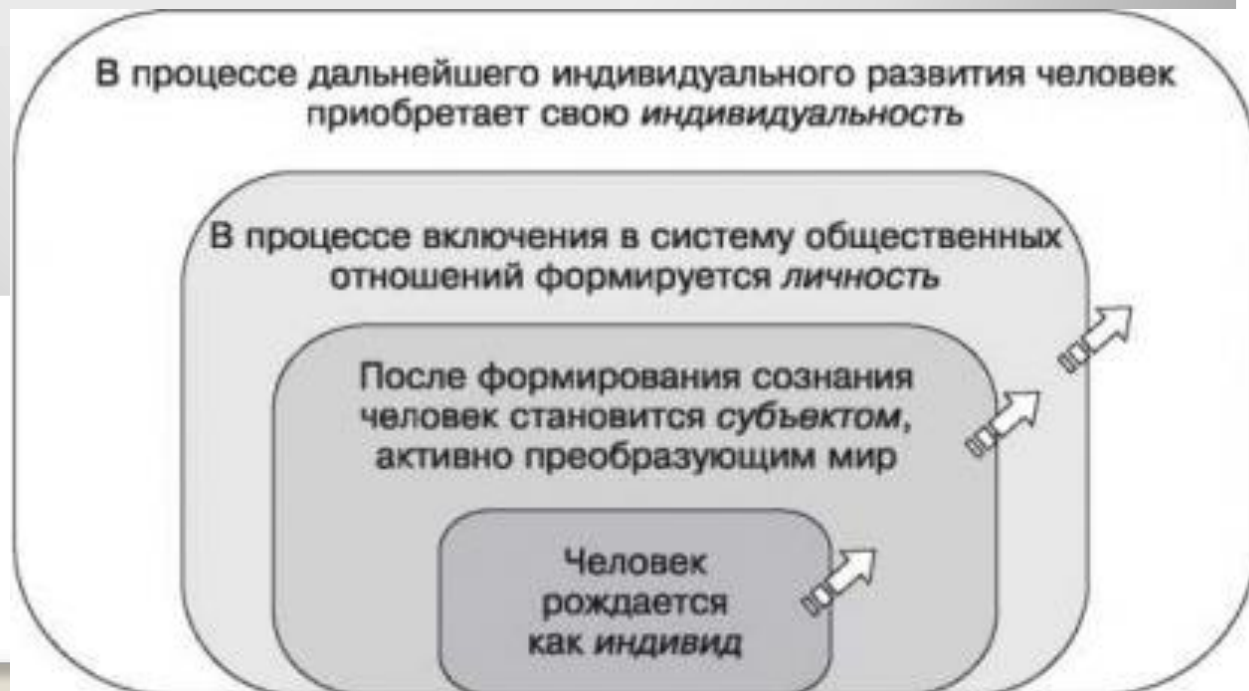 В процессе дальнейшего индивидуального развития человек
приобретает свою индивидуальность
В процессе включения в систему общественных
отношений формируется личность
После формирования сознания
человек становится субъектом,
активно преобразующим мир
Человек
рождается
как индивид